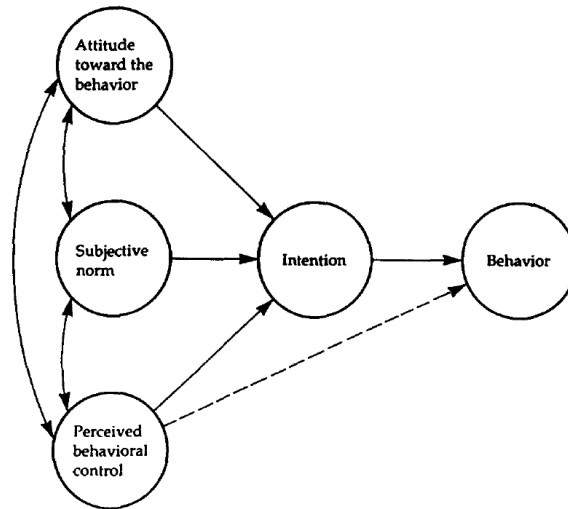 Attitude
toward the
behavior
Subjective
norm
Intention
Behavior
Perceived
behavioral
control